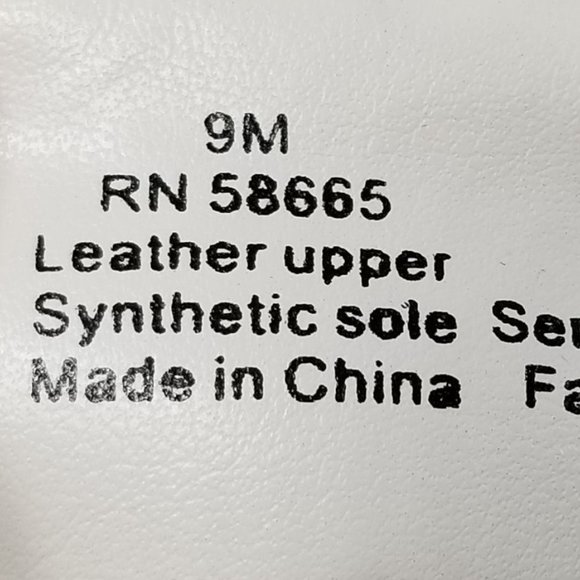 9M
RN 58665
Leather upper
Synthetic sole
Made in China